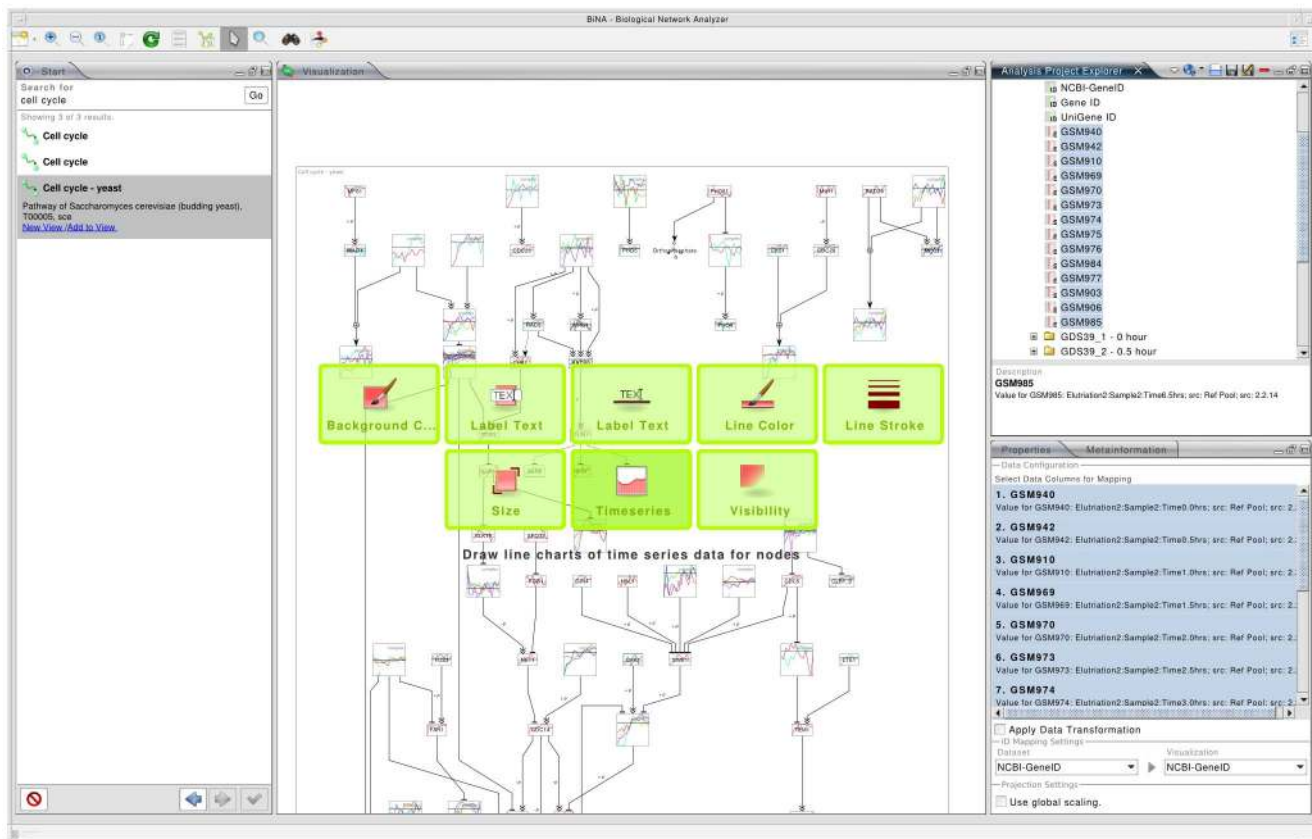 BiNA - Biological Network Analyzer
Start
Search for
cell cycle
Go
Showing 3 of 3 results.
Cell cycle
Cell cycle
Cell cycle - yeast
Pathway of Saccharomyces cerevisiae (budding yeast),
T00005, sce
New View /Add to View.
Visualization
Cell cycle - yeast
Background C...
Label Text
Label Text
Line Color
Line Stroke
Size
Timeseries
Visibility
Draw line charts of time series data for nodes
Analysis Project Explorer
NCBI-GeneID
Gene ID
UniGene ID
GSM940
GSM942
GSM910
GSM969
GSM970
GSM973
GSM974
GSM975
GSM976
GSM984
GSM977
GSM903
GSM906
GSM985
GDS39_1 - 0 hour
GDS39_2 - 0.5 hour
Description
GSM985
Value for GSM985: Elutriation2:Sample2:Time6.5hrs; src: Ref Pool; src: 2.2.14
Properties Metainformation
Data Configuration
Select Data Columns for Mapping
1. GSM940
Value for GSM940: Elutriation2:Sample2:Time0.0hrs; src: Ref Pool; src: 2.
2. GSM942
Value for GSM942: Elutriation2:Sample2:Time0.5hrs; src: Ref Pool; src: 2.
3. GSM910
Value for GSM910: Elutriation2:Sample2:Time1.0hrs; src: Ref Pool; src: 2.
4. GSM969
Value for GSM969: Elutriation2:Sample2:Time1.5hrs; src: Ref Pool; src: 2.
5. GSM970
Value for GSM970: Elutriation2:Sample2:Time2.0hrs; src: Ref Pool; src: 2.
6. GSM973
Value for GSM973: Elutriation2:Sample2:Time2.5hrs; src: Ref Pool; src: 2.
7. GSM974
Value for GSM974: Elutriation2:Sample2:Time3.0hrs; src: Ref Pool; src: 2.
Apply Data Transformation
ID Mapping Settings
Dataset Visualization
NCBI-GeneID NCBI-GeneID
Projection Settings
Use global scaling.